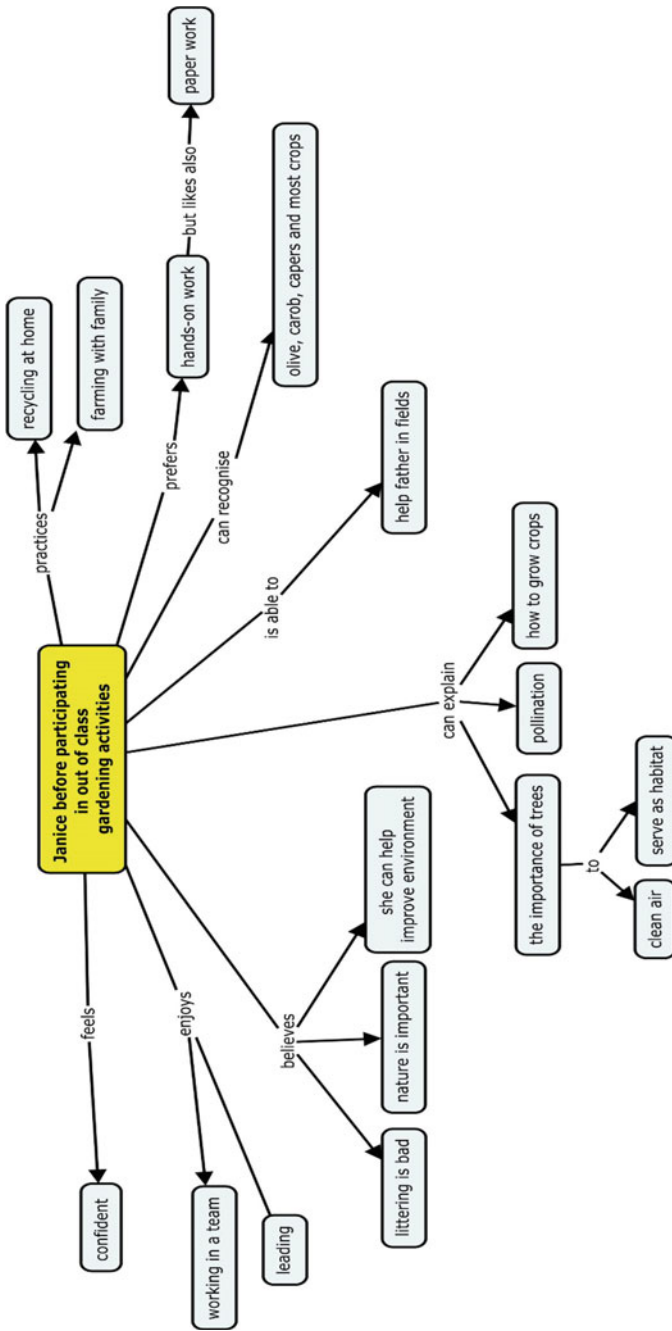 Janice before participating
in out of class
gardening activities
feels
confident
enjoys
working in a team
leading
believes
littering is bad
nature is important
she can help
improve environment
can explain
the importance of trees
to
clean air
serve as habitat
pollination
how to grow crops
is able to
help father in fields
can recognise
olive, carob, capers and most crops
prefers
hands-on work
but likes also
paper work
practices
recycling at home
farming with family